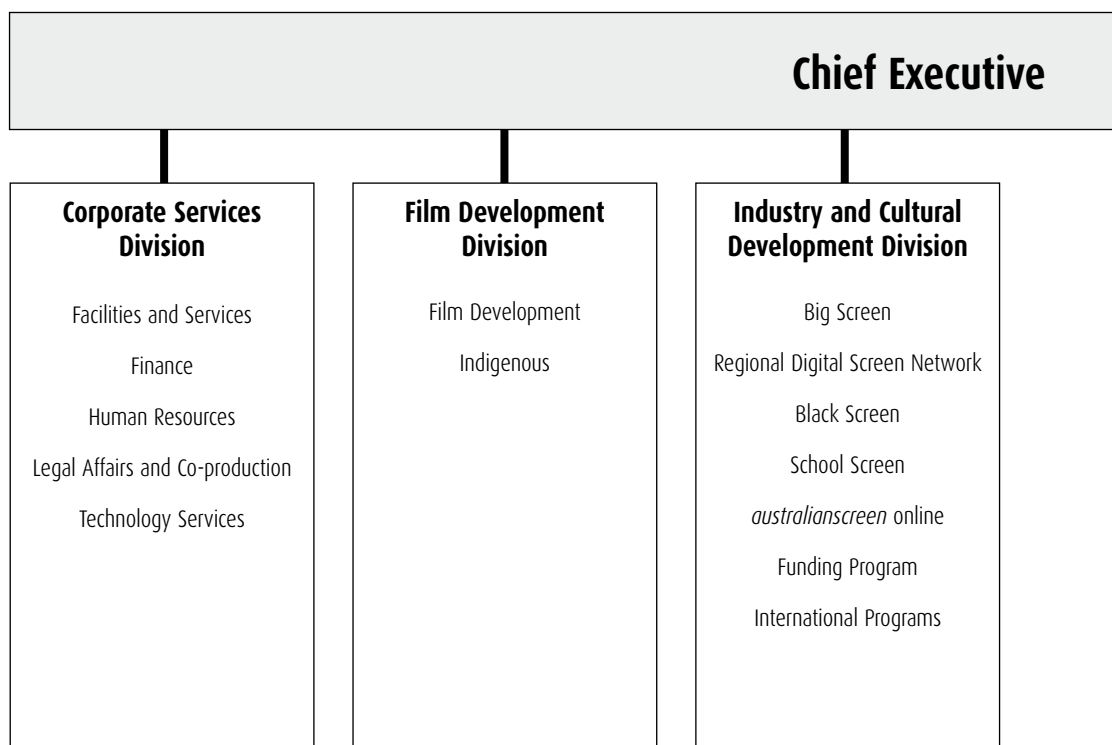 Chief Executive
Corporate Services
Division
Facilities and Services
Finance
Human Resources
Legal Affairs and Co-production
Technology Services
Film Development
Division
Film Development
Indigenous
Industry and Cultural
Development Division
Big Screen
Regional Digital Screen Network
Black Screen
School Screen
australianscreen online
Funding Program
International Programs